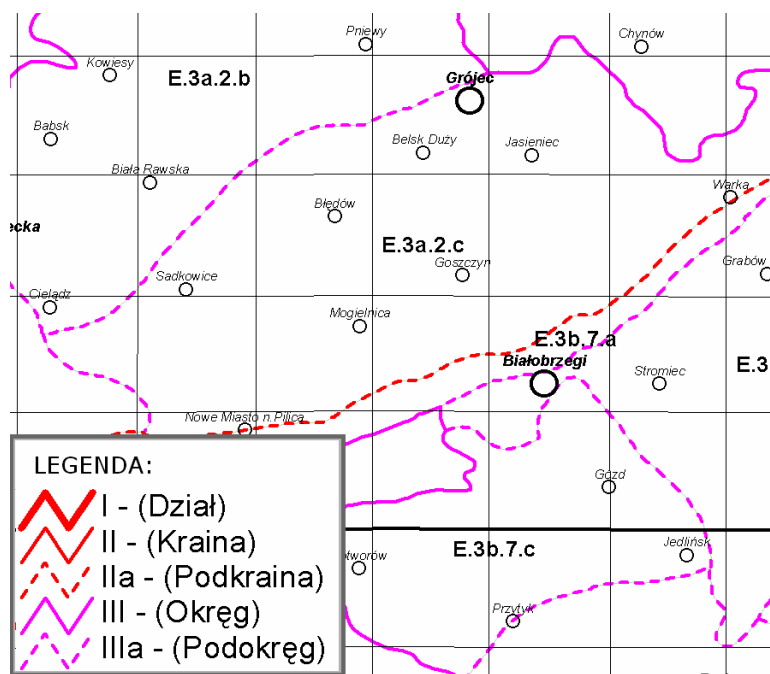 Pniewy
Chynów
Kowiesy
E.3a.2.b
Grójec
Babsk
Belsk Duży
Jasieniec
Biała Rawska
Warka
Błędów
ecka
E.3a.2.c
Goszczyn
Grabów
Sadkowice
Cielądz
Mogielnica
E.3b.7.a
Białobrzegi
Stromiec
E.3
Nowe Miasto n.Pilicą
LEGENDA:
I - (Dział)
II - (Kraina)
IIa - (Podkraina)
III - (Okręg)
IIIa - (Podokręg)
Gózd
otworów
E.3b.7.c
Jedlińsk
Przytyk